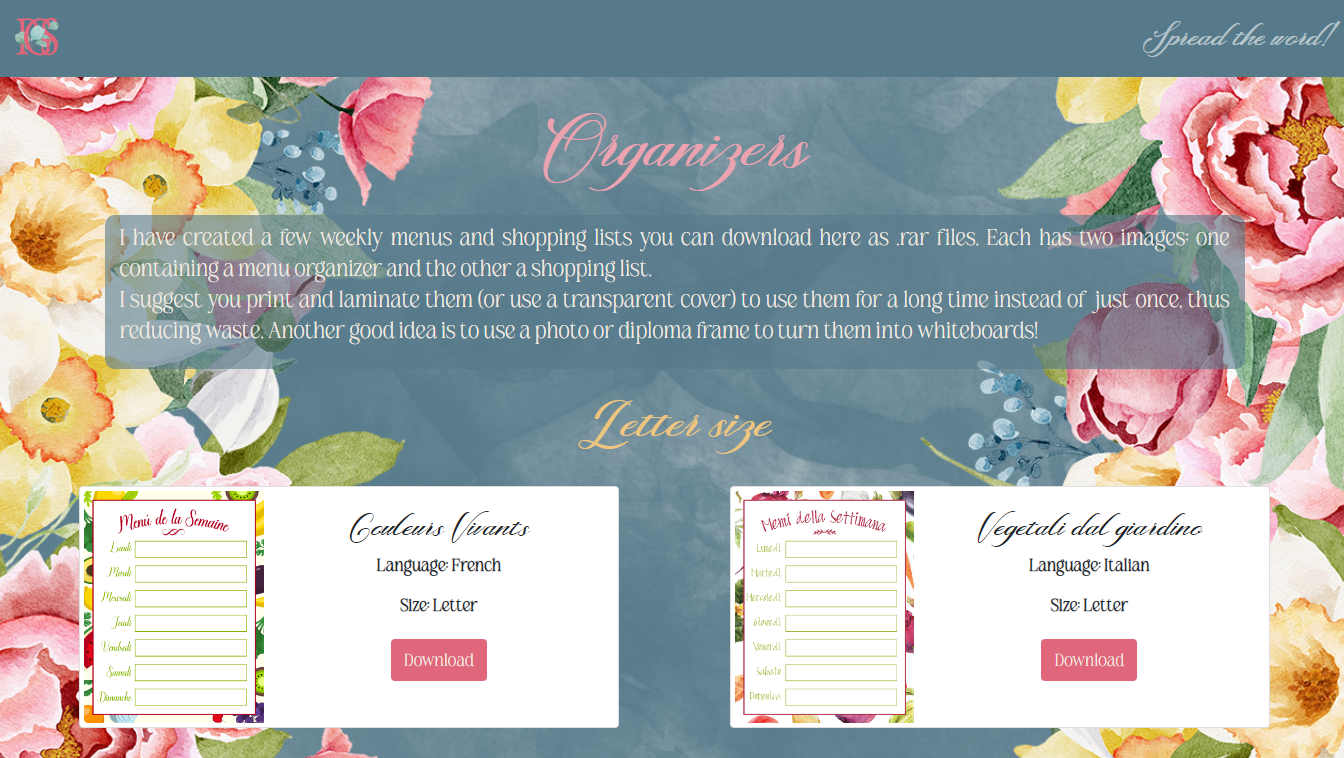 Spread the word!
Organizers
I have created a few weekly menus and shopping lists you can download here as .rar files. Each has two images: one
containing a menu organizer and the other a shopping list.
I suggest you print and laminate them (or use a transparent cover) to use them for a long time instead of just once, thus
reducing waste. Another good idea is to use a photo or diploma frame to turn them into whiteboards!
Letter size
Menú de la Semaine
Lundi
Mardi
Mercredi
Jeudi
Vendredi
Samedi
Dimanche
Couleurs Vivants
Language: French
Size: Letter
Download
Menú della Settimana
Lunedì
Martedì
Mercoledì
Giovedì
Venerdì
Sabato
Domenica
Vegetali dal giardino
Language: Italian
Size: Letter
Download